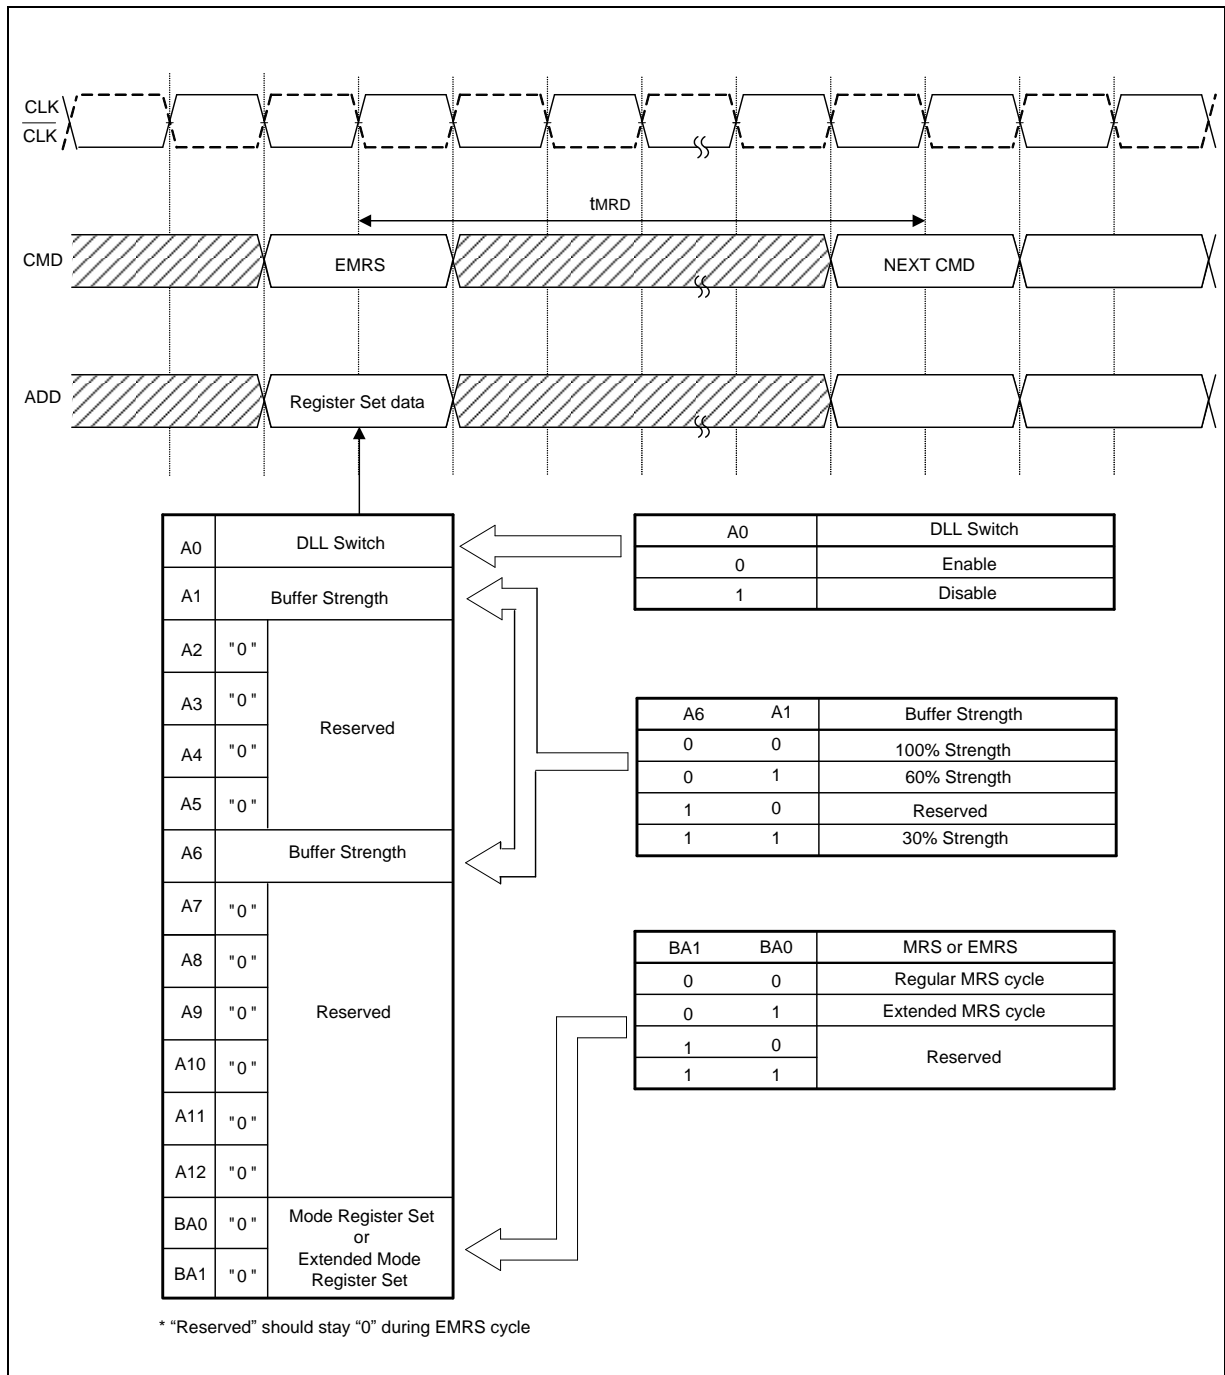 CLK
CLK
tMRD
CMD
EMRS
NEXT CMD
ADD
Register Set data
A0 DLL Switch
A1 Buffer Strength
A2 "0"
A3 "0"
A4 "0"
A5 "0"
Reserved
A6 Buffer Strength
A7 "0"
A8 "0"
A9 "0"
A10 "0"
A11 "0"
A12 "0"
Reserved
BA0 "0"
BA1 "0"
Mode Register Set
or
Extended Mode
Register Set
A0 DLL Switch
0 Enable
1 Disable
A6 A1 Buffer Strength
0 0 100% Strength
0 1 60% Strength
1 0 Reserved
1 1 30% Strength
BA1 BA0 MRS or EMRS
0 0 Regular MRS cycle
0 1 Extended MRS cycle
1 0
1 1
Reserved
* “Reserved” should stay “0” during EMRS cycle